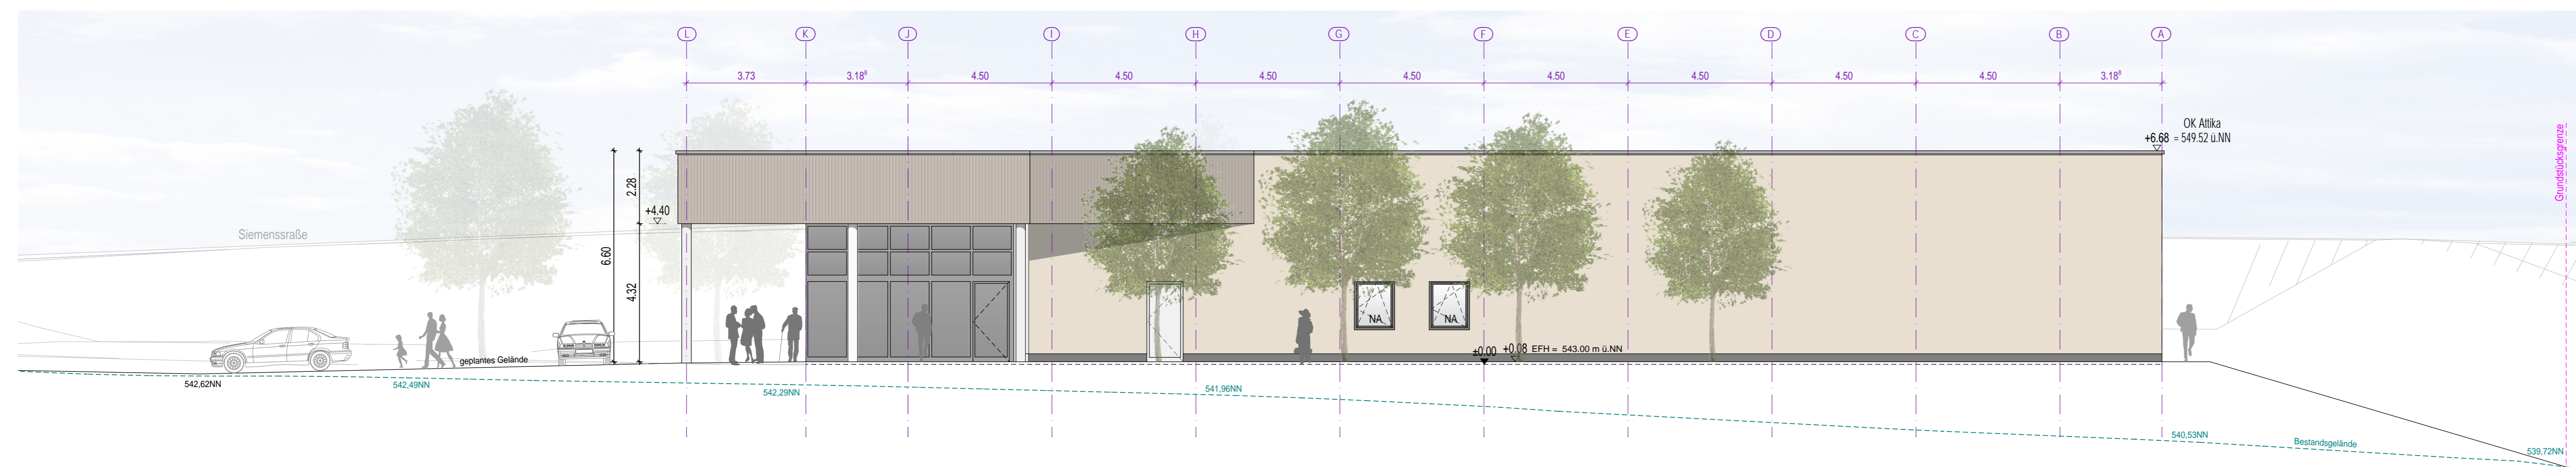 L K J I H G F E D C B A
3.73 3.18⁸ 4.50 4.50 4.50 4.50 4.50 4.50 4.50 4.50 3.18⁸
OK Attika
+6.68 = 549.52 ü.NN
Grundstücksgrenze
2.28
+4.40
Siemenssraße
6.60
4.32
NA NA
±0.00 +0.08 EFH = 543.00 m ü.NN
geplantes Gelände
542,62NN
542,49NN
542,29NN
541,96NN
540,53NN
Bestandsgelände
539,72NN